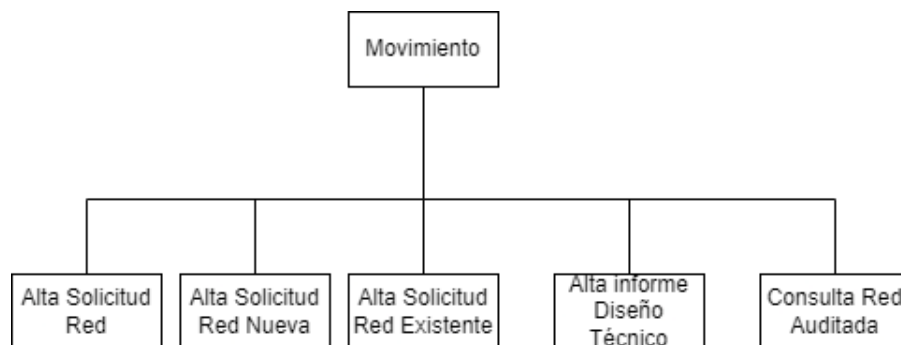 Movimiento
Alta Solicitud
Red
Alta Solicitud
Red Nueva
Alta Solicitud
Red Existente
Alta informe
Diseño
Técnico
Consulta Red
Auditada